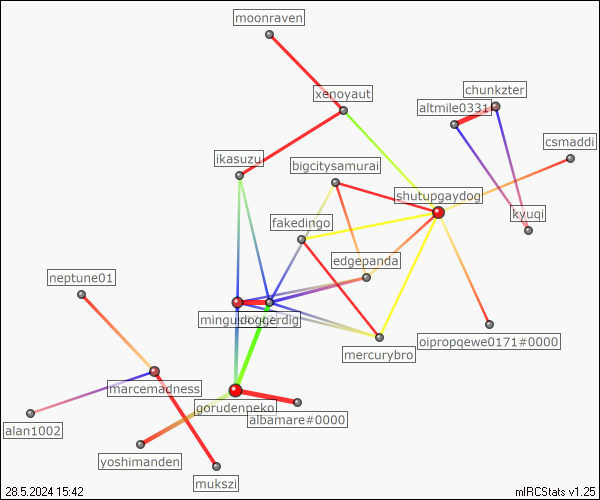 moonraven
xenoyaut
chunkzter
altmile0331
csmaddi
ikasuzu
bigcitysamurai
shutupgaydog
kyuqi
fakedingo
edgepanda
neptune01
doggerdig
mercurybro
oipropqewe0171#0000
marcemadness
gorudenneko
albamare#0000
alan1002
yoshimanden
mukszi
28.5.2024 15:42
mIRCStats v1.25